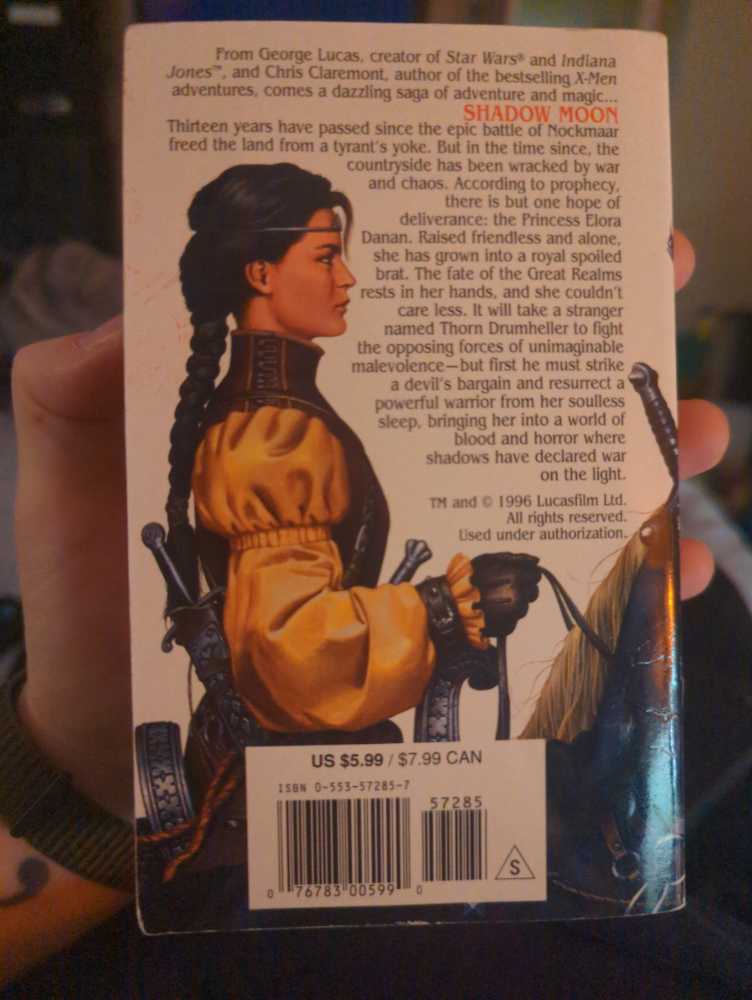 From George Lucas, creator of Star Wars® and Indiana
Jones™, and Chris Claremont, author of the bestselling X-Men
adventures, comes a dazzling saga of adventure and magic...
SHADOW MOON
Thirteen years have passed since the epic battle of Nockmaar
freed the land from a tyrant's yoke. But in the time since, the
countryside has been wracked by war
and chaos. According to prophecy,
there is but one hope of
deliverance: the Princess Elora
Danan. Raised friendless and alone,
she has grown into a royal spoiled
brat. The fate of the Great Realms
rests in her hands, and she couldn't
care less. It will take a stranger
named Thorn Drumheller to fight
the opposing forces of unimaginable
malevolence—but first he must strike
a devil's bargain and resurrect a
powerful warrior from her soulless
sleep, bringing her into a world of
blood and horror where
shadows have declared war
on the light.
TM and © 1996 Lucasfilm Ltd.
All rights reserved.
Used under authorization.
US $5.99 / $7.99 CAN
ISBN 0-553-57285-7
57285
S
0 76783 00599 0